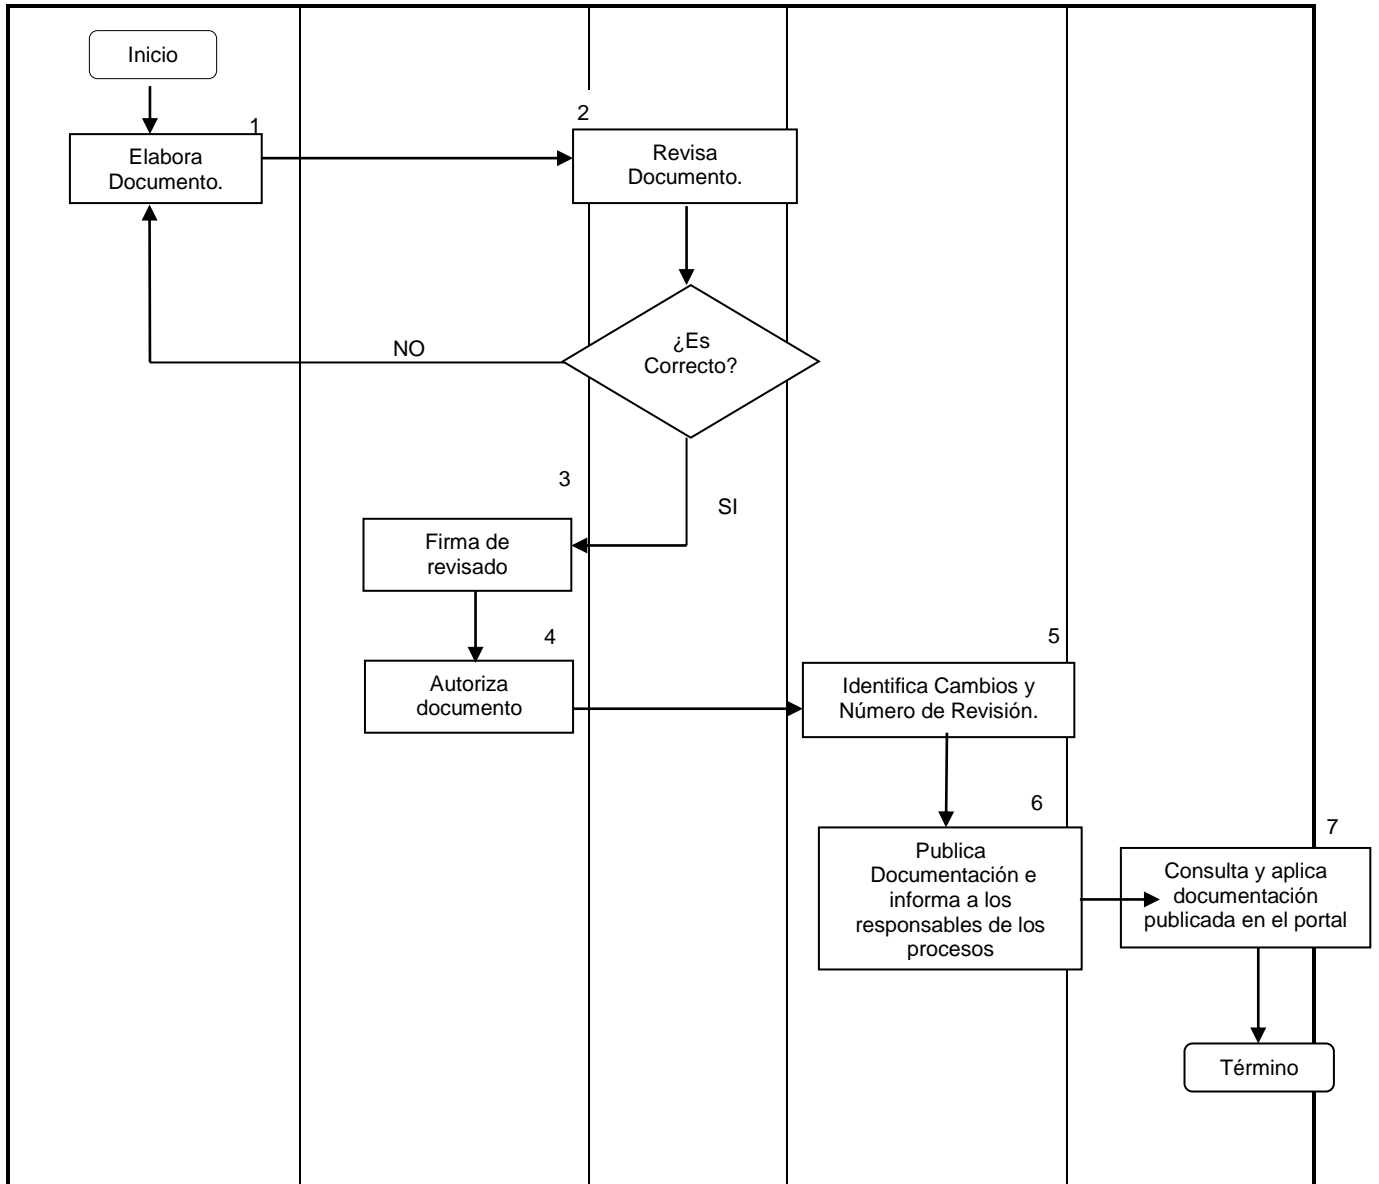 Inicio
1
Elabora
Documento.
2
Revisa
Documento.
¿Es
Correcto?
NO
SI
3
Firma de
revisado
4
Autoriza
documento
5
Identifica Cambios y
Número de Revisión.
6
Publica
Documentación e
informa a los
responsables de los
procesos
7
Consulta y aplica
documentación
publicada en el portal
Término